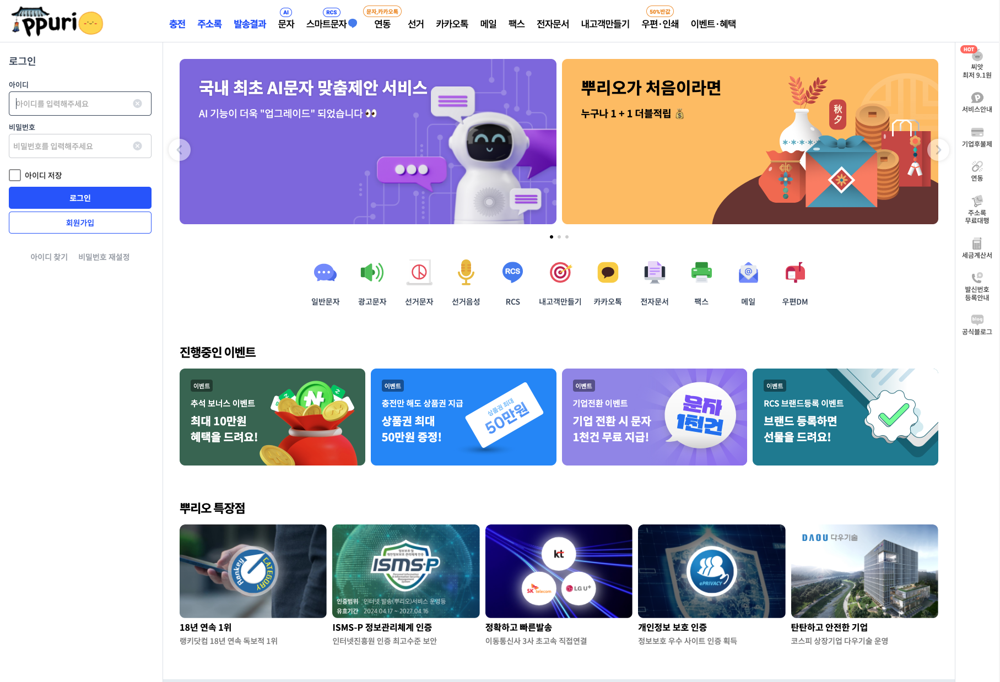 ppurio
충전
주소록
발송결과
AI
문자
RCS
스마트문자
문자,카카오톡
연동
선거
카카오톡
메일
팩스
전자문서
내고객만들기
50%반값
우편·인쇄
이벤트·혜택
로그인
아이디
아이디를 입력해주세요
비밀번호
비밀번호를 입력해주세요
아이디 저장
로그인
회원가입
아이디 찾기
비밀번호 재설정
국내 최초 AI문자 맞춤제안 서비스
AI 기능이 더욱 "업그레이드" 되었습니다 👀
뿌리오가 처음이라면
누구나 1 + 1 더블적립 💰
秋
夕
HOT
씨앗
최저 9.1원
서비스안내
기업후불제
연동
주소록
무료대행
세금계산서
발신번호
등록안내
blog
공식블로그
RCS
@
일반문자
광고문자
선거문자
선거음성
RCS
내고객만들기
카카오톡
전자문서
팩스
메일
우편DM
진행중인 이벤트
이벤트
추석 보너스 이벤트
최대 10만원
혜택을 드려요!
이벤트
충전만 해도 상품권 지급
상품권 최대
50만원 증정!
상품권 최대
50만원
이벤트
기업전환 이벤트
기업 전환 시 문자
1천건 무료 지급!
문자
1천건
이벤트
RCS 브랜드등록 이벤트
브랜드 등록하면
선물을 드려요!
뿌리오 특장점
Rankey
CATEGORY
18년 연속 1위
랭키닷컴 18년 연속 독보적 1위
정보보호 및
개인정보보호 관리체계 인증
ISMS-P
Personal Information
& Information Security
Management
System
인증범위 인터넷 발송(뿌리오)서비스 운영등
유효기간 2024.04.17 ~ 2027.04.16
ISMS-P 정보관리체계 인증
인터넷진흥원 인증 최고수준 보안
kt
SK telecom
LG U+
정확하고 빠른발송
이동통신사 3사 초고속 직접연결
ePRIVACY
개인정보 보호 인증
정보보호 우수 사이트 인증 획득
DAOU 다우기술
탄탄하고 안전한 기업
코스피 상장기업 다우기술 운영